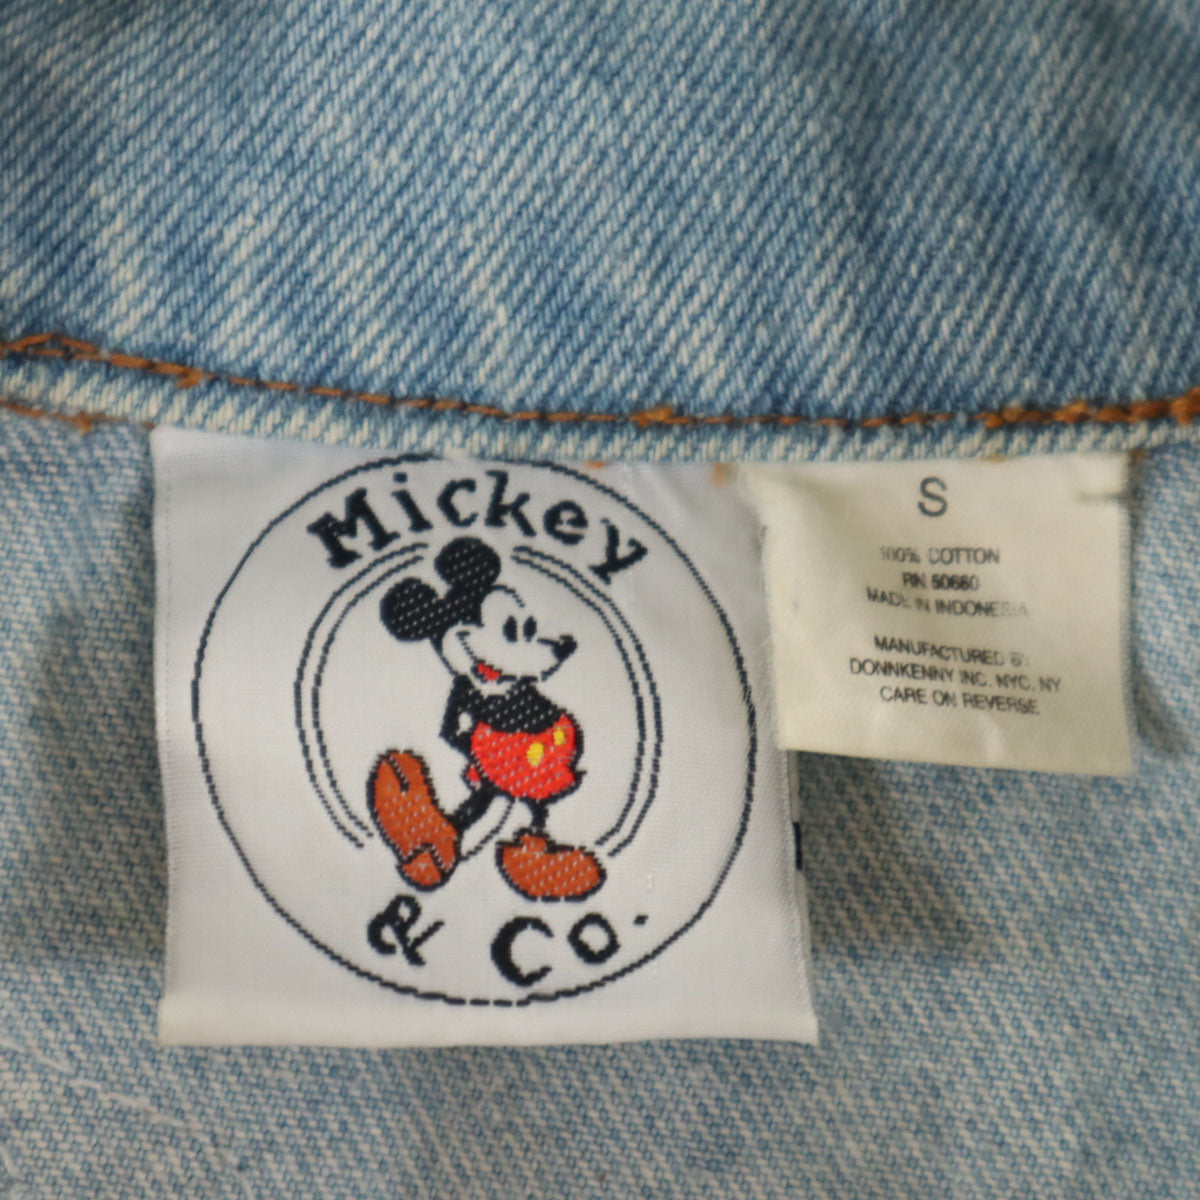 Mickey
& Co.
S
100% COTTON
RN 50660
MADE IN INDONESIA
MANUFACTURED BY
DONNKENNY INC. NYC, NY
CARE ON REVERSE